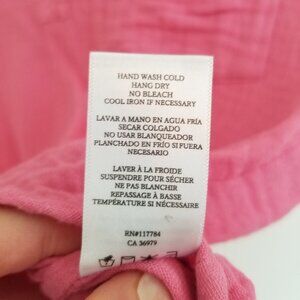 HAND WASH COLD
HANG DRY
NO BLEACH
COOL IRON IF NECESSARY
LAVAR A MANO EN AGUA FRÍA
SECAR COLGADO
NO USAR BLANQUEADOR
PLANCHADO EN FRÍO SI FUERA
NECESARIO
LAVER À LA FROIDE
SUSPENDRE POUR SÉCHER
NE PAS BLANCHIR
REPASSAGE À BASSE
TEMPÉRATURE SI NÉCESSAIRE
RN#117784
CA 36979